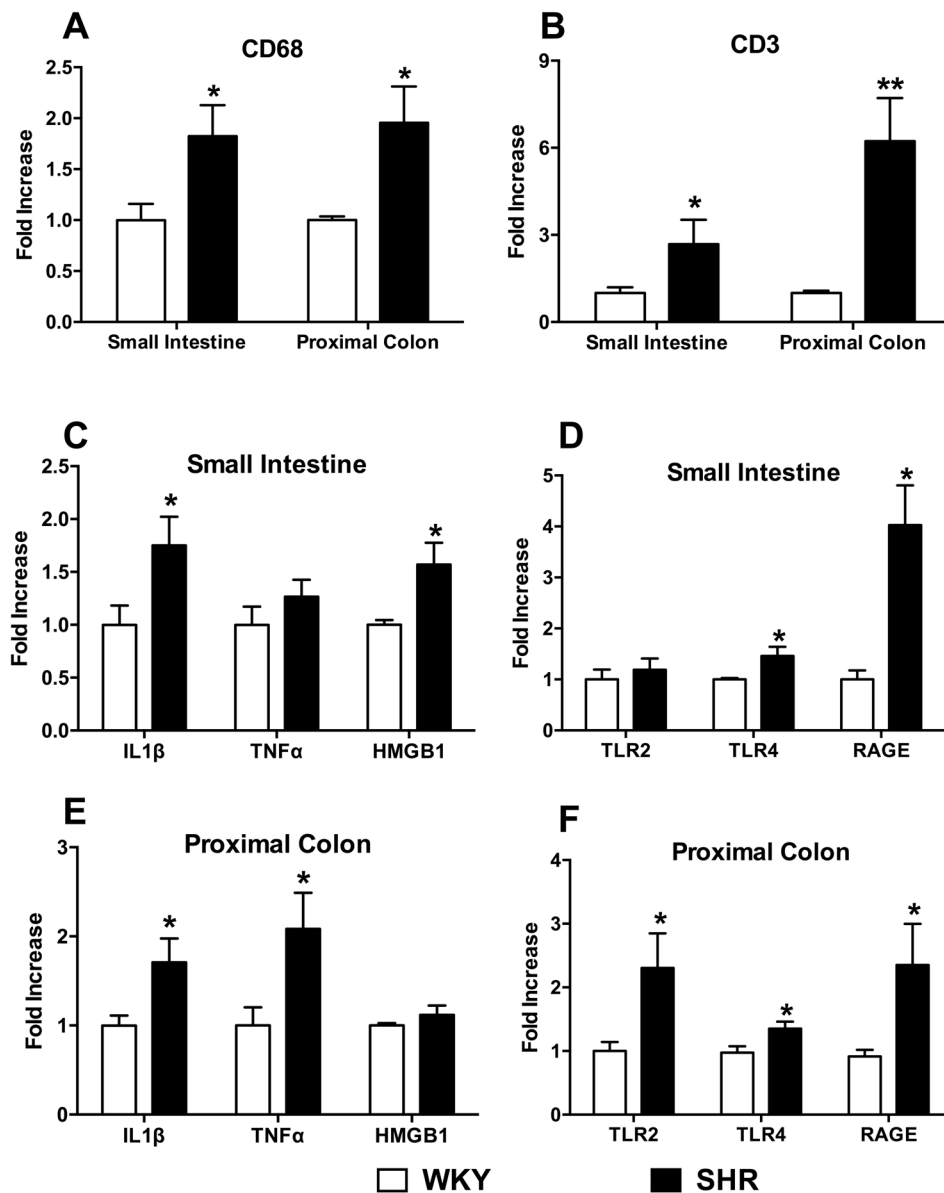 A
CD68
Fold Increase
2.5
2.0
1.5
1.0
0.5
0.0
*
*
Small Intestine Proximal Colon
B
CD3
Fold Increase
9
6
3
0
*
**
Small Intestine Proximal Colon
C
Small Intestine
Fold Increase
2.5
2.0
1.5
1.0
0.5
0.0
*
*
IL1β TNFα HMGB1
D
Small Intestine
Fold Increase
5
4
3
2
1
0
*
*
TLR2 TLR4 RAGE
E
Proximal Colon
Fold Increase
3
2
1
0
*
*
IL1β TNFα HMGB1
F
Proximal Colon
Fold Increase
4
3
2
1
0
*
*
*
TLR2 TLR4 RAGE
WKY SHR